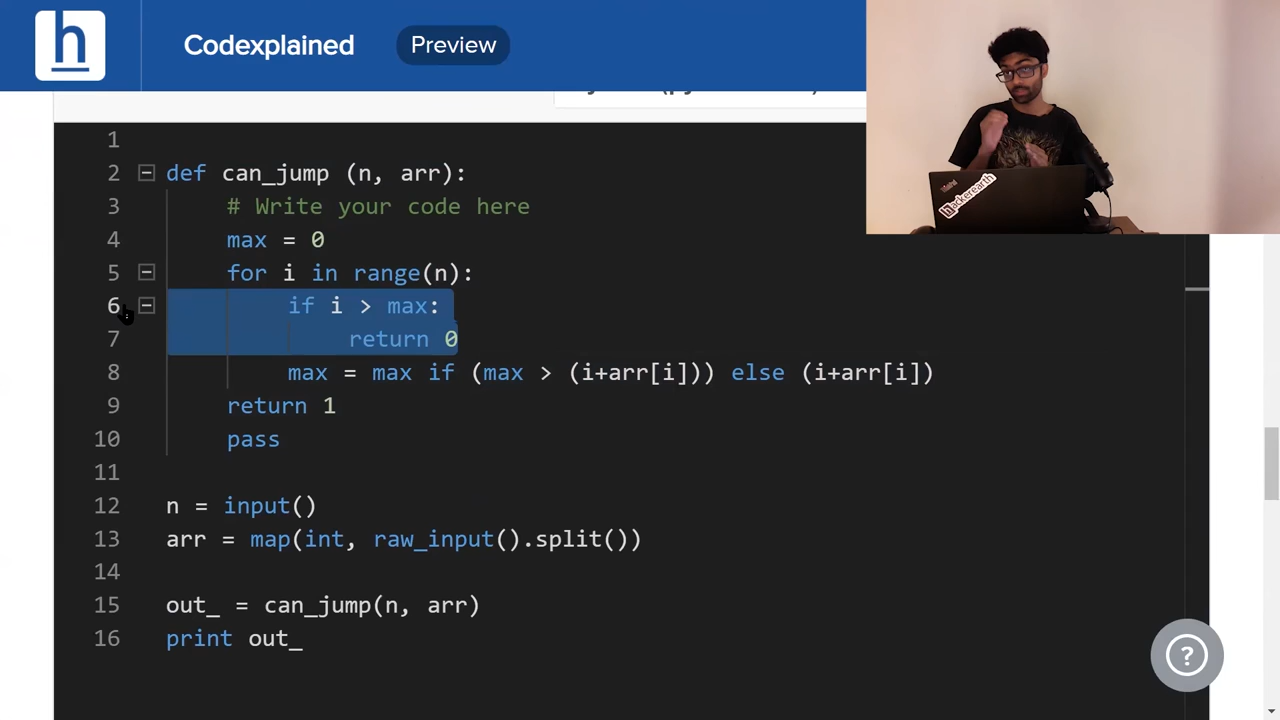 h
Codexplained
Preview
1
2 def can_jump (n, arr):
3 # Write your code here
4 max = 0
5 for i in range(n):
6 if i > max:
7 return 0
8 max = max if (max > (i+arr[i])) else (i+arr[i])
9 return 1
10 pass
11
12 n = input()
13 arr = map(int, raw_input().split())
14
15 out_ = can_jump(n, arr)
16 print out_
?
hackerearth